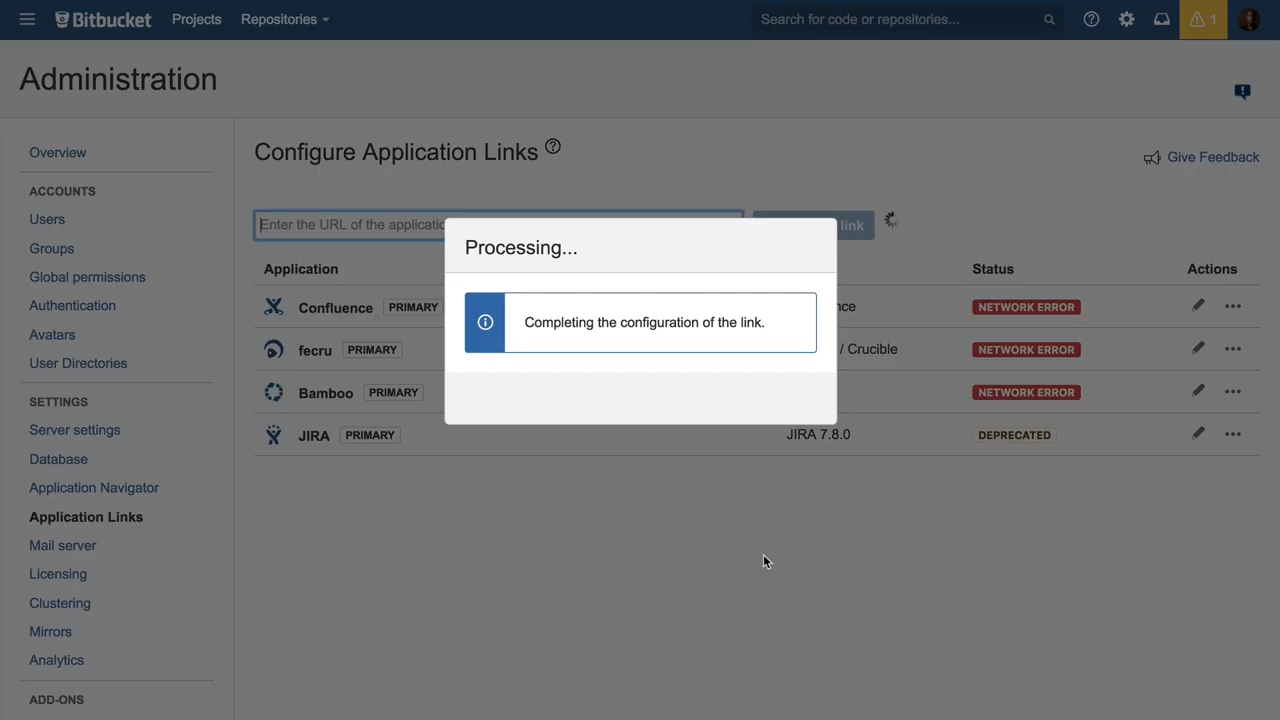 Bitbucket Projects Repositories Search for code or repositories... 1
Administration
Configure Application Links
Give Feedback
Overview
ACCOUNTS
Users
Groups
Global permissions
Authentication
Avatars
User Directories
SETTINGS
Server settings
Database
Application Navigator
Application Links
Mail server
Licensing
Clustering
Mirrors
Analytics
ADD-ONS
Enter the URL of the applicatio
link
Application Status Actions
Confluence PRIMARY nce NETWORK ERROR
fecru PRIMARY / Crucible NETWORK ERROR
Bamboo PRIMARY NETWORK ERROR
JIRA PRIMARY JIRA 7.8.0 DEPRECATED
Processing...
Completing the configuration of the link.